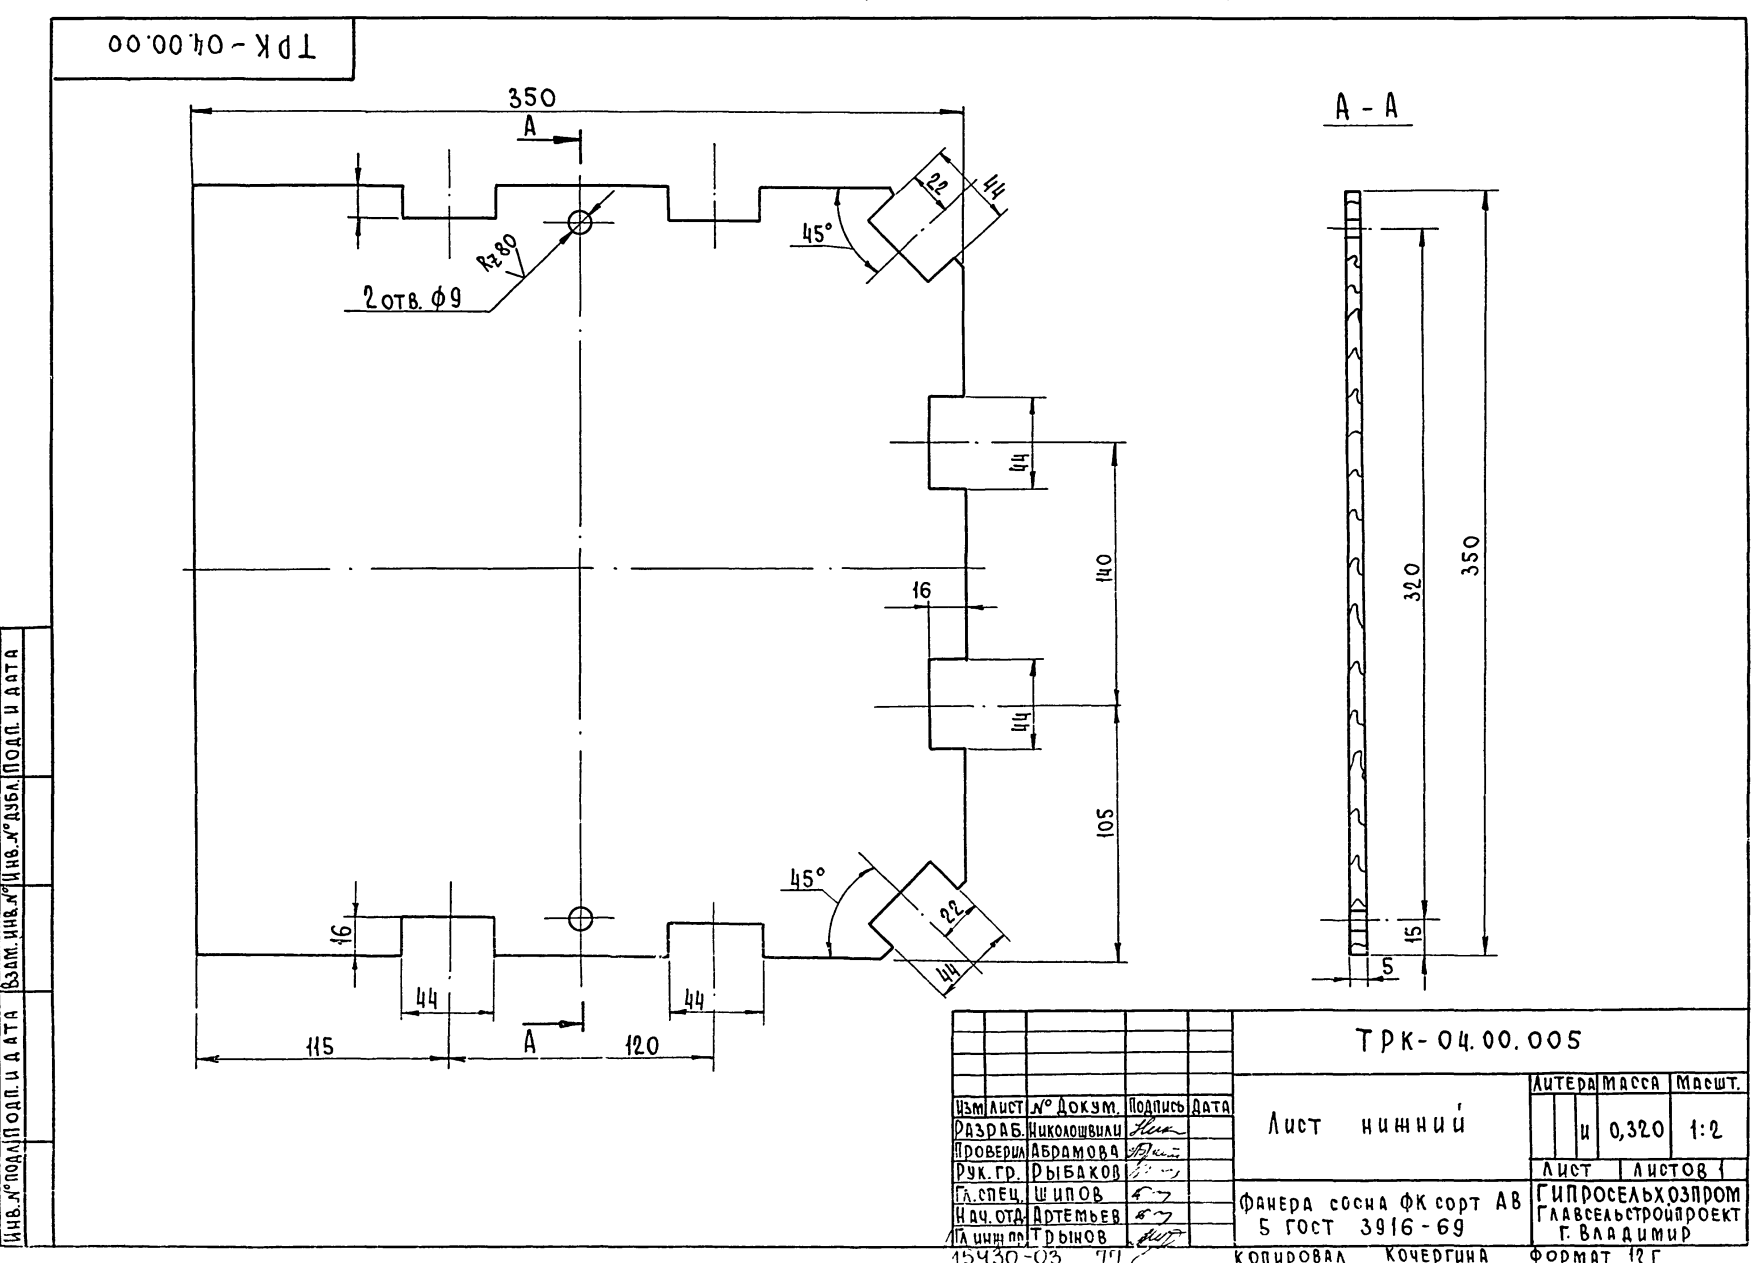 ТРК-04.00.00
350
А
А - А
22
44
45°
Rz80
2 отв. ф9
44
140
16
44
105
320
350
45°
22
44
16
44
44
15
5
115
А
120
ТРК-04.00.005
Литера Масса Масшт.
Изм Лист № Докум. Подпись Дата
Лист нижний
и 0,320 1:2
Разраб. Николошвили
Проверил Абрамова
Рук. гр. Рыбаков
Лист Листов 1
Гл. спец. Шипов
Нач. отд. Артемьев
Гл инж пр Трынов
Фанера сосна ФК сорт АВ
5 ГОСТ 3916-69
Гипросельхозпром
Главсельстройпроект
г. Владимир
15430-03 77
Копировал Кочергина Формат 12г
Инв. № подл
Подп. и дата
Взам. инв. №
Инв. № дубл.
Подп. и дата